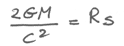 2GM/c² = Rs